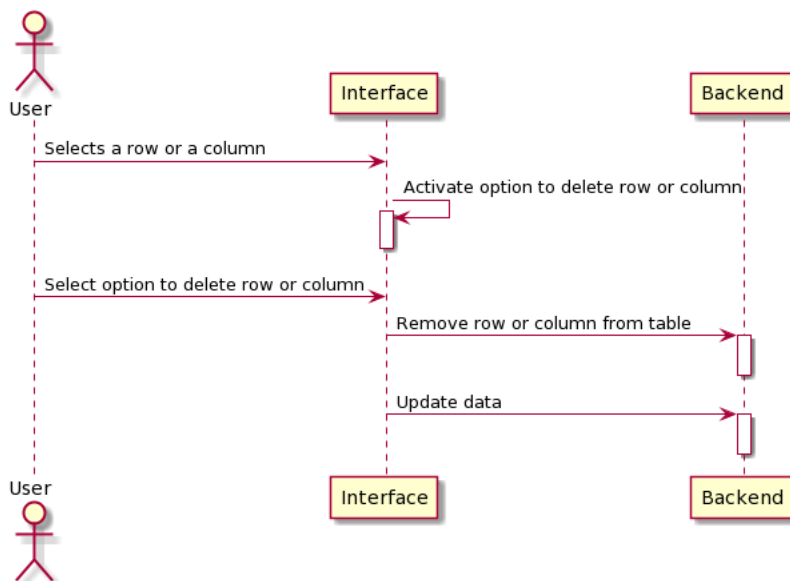 User
Interface
Backend
Selects a row or a column
Activate option to delete row or column
Select option to delete row or column
Remove row or column from table
Update data
User
Interface
Backend